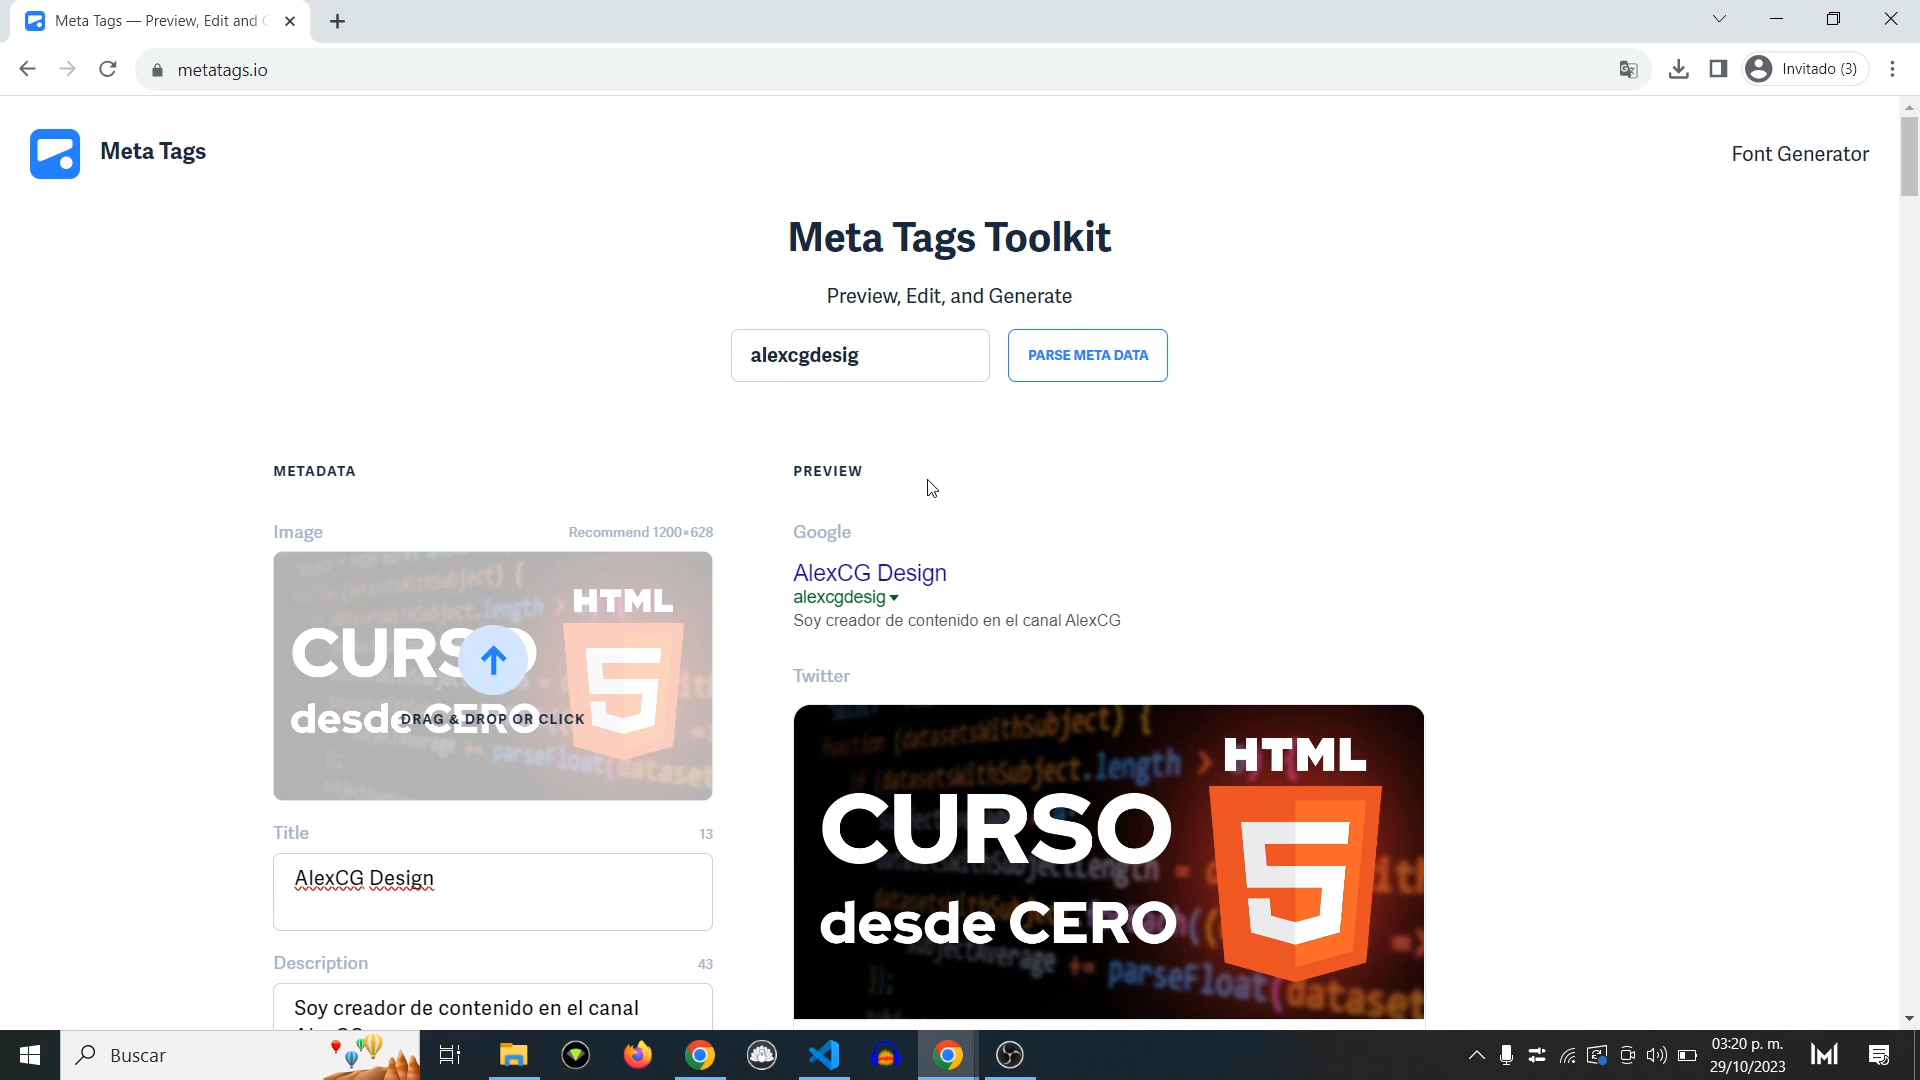 Meta Tags — Preview, Edit and G
metatags.io
Invitado (3)
Meta Tags
Font Generator
Meta Tags Toolkit
Preview, Edit, and Generate
alexcgdesig
PARSE META DATA
METADATA
PREVIEW
Image
Recommend 1200×628
HTML
CURSO
desde CERO
DRAG & DROP OR CLICK
Title
13
AlexCG Design
Description
43
Soy creador de contenido en el canal
Google
AlexCG Design
alexcgdesig
Soy creador de contenido en el canal AlexCG
Twitter
HTML
CURSO
desde CERO
Buscar
03:20 p. m.
29/10/2023